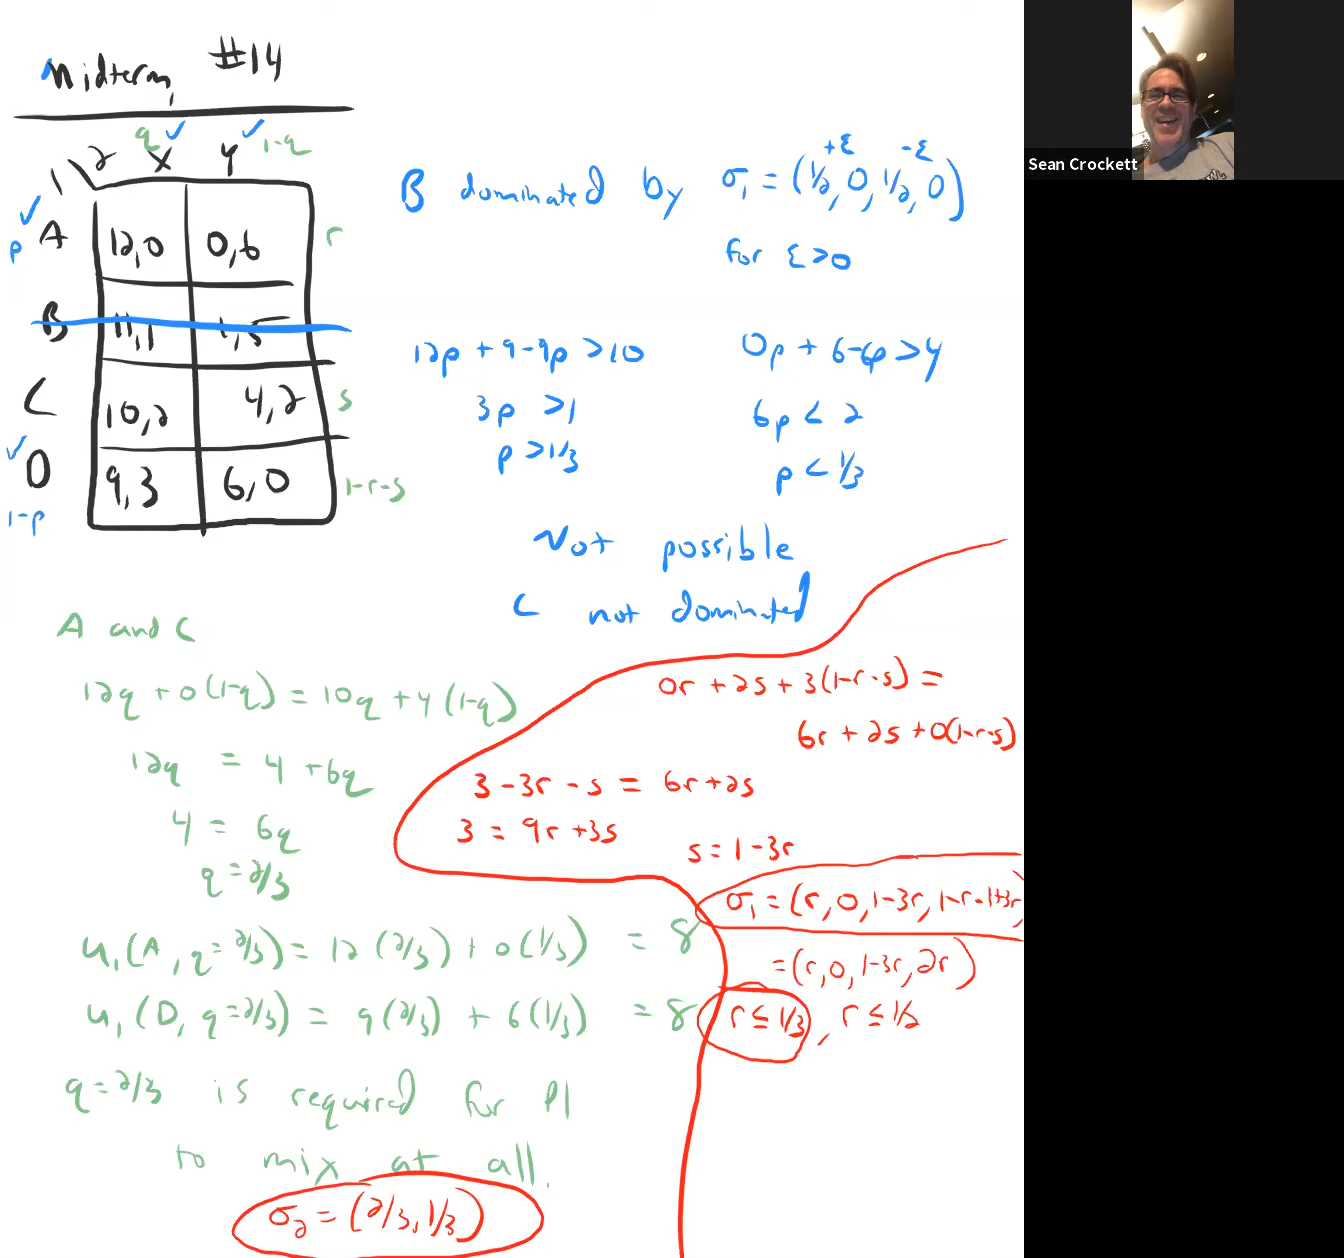 Midterm, #14
q ✓ ✓ 1-q
1 \ 2 X Y
✓ p A 12,0 0,6 r
B 11,1 1,5
C 10,2 4,2 s
✓ D 9,3 6,0 1-r-s
1-p
+ε -ε
B dominated by σ₁ = (1/2, 0, 1/2, 0)
for ε>0
12p + 9-9p >10
3p >1
p >1/3
0p + 6-6p > 4
6p < 2
p < 1/3
Not possible
C not dominated
A and C
12q + 0(1-q) = 10q + 4(1-q)
12q = 4 + 6q
4 = 6q
q = 2/3
u₁(A, q=2/3) = 12(2/3) + 0(1/3) = 8
u₁(D, q=2/3) = 9(2/3) + 6(1/3) = 8
q=2/3 is required for P1
to mix at all.
σ₂ = (2/3, 1/3)
0r + 2s + 3(1-r-s) =
6r + 2s + 0(1-r-s)
3 - 3r - s = 6r + 2s
3 = 9r + 3s
s = 1-3r
σ₁ = (r, 0, 1-3r, 1-r-1+3r)
= (r, 0, 1-3r, 2r)
r ≤ 1/3, r ≤ 1/2
Sean Crockett